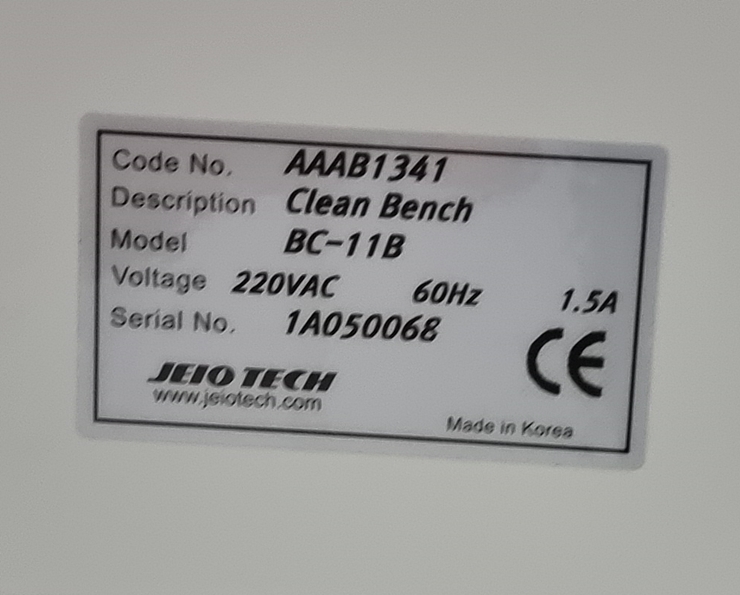 Code No. AAAB1341
Description Clean Bench
Model BC-11B
Voltage 220VAC 60Hz 1.5A
Serial No. 1A050068
CE
JEIO TECH
www.jeiotech.com
Made in Korea